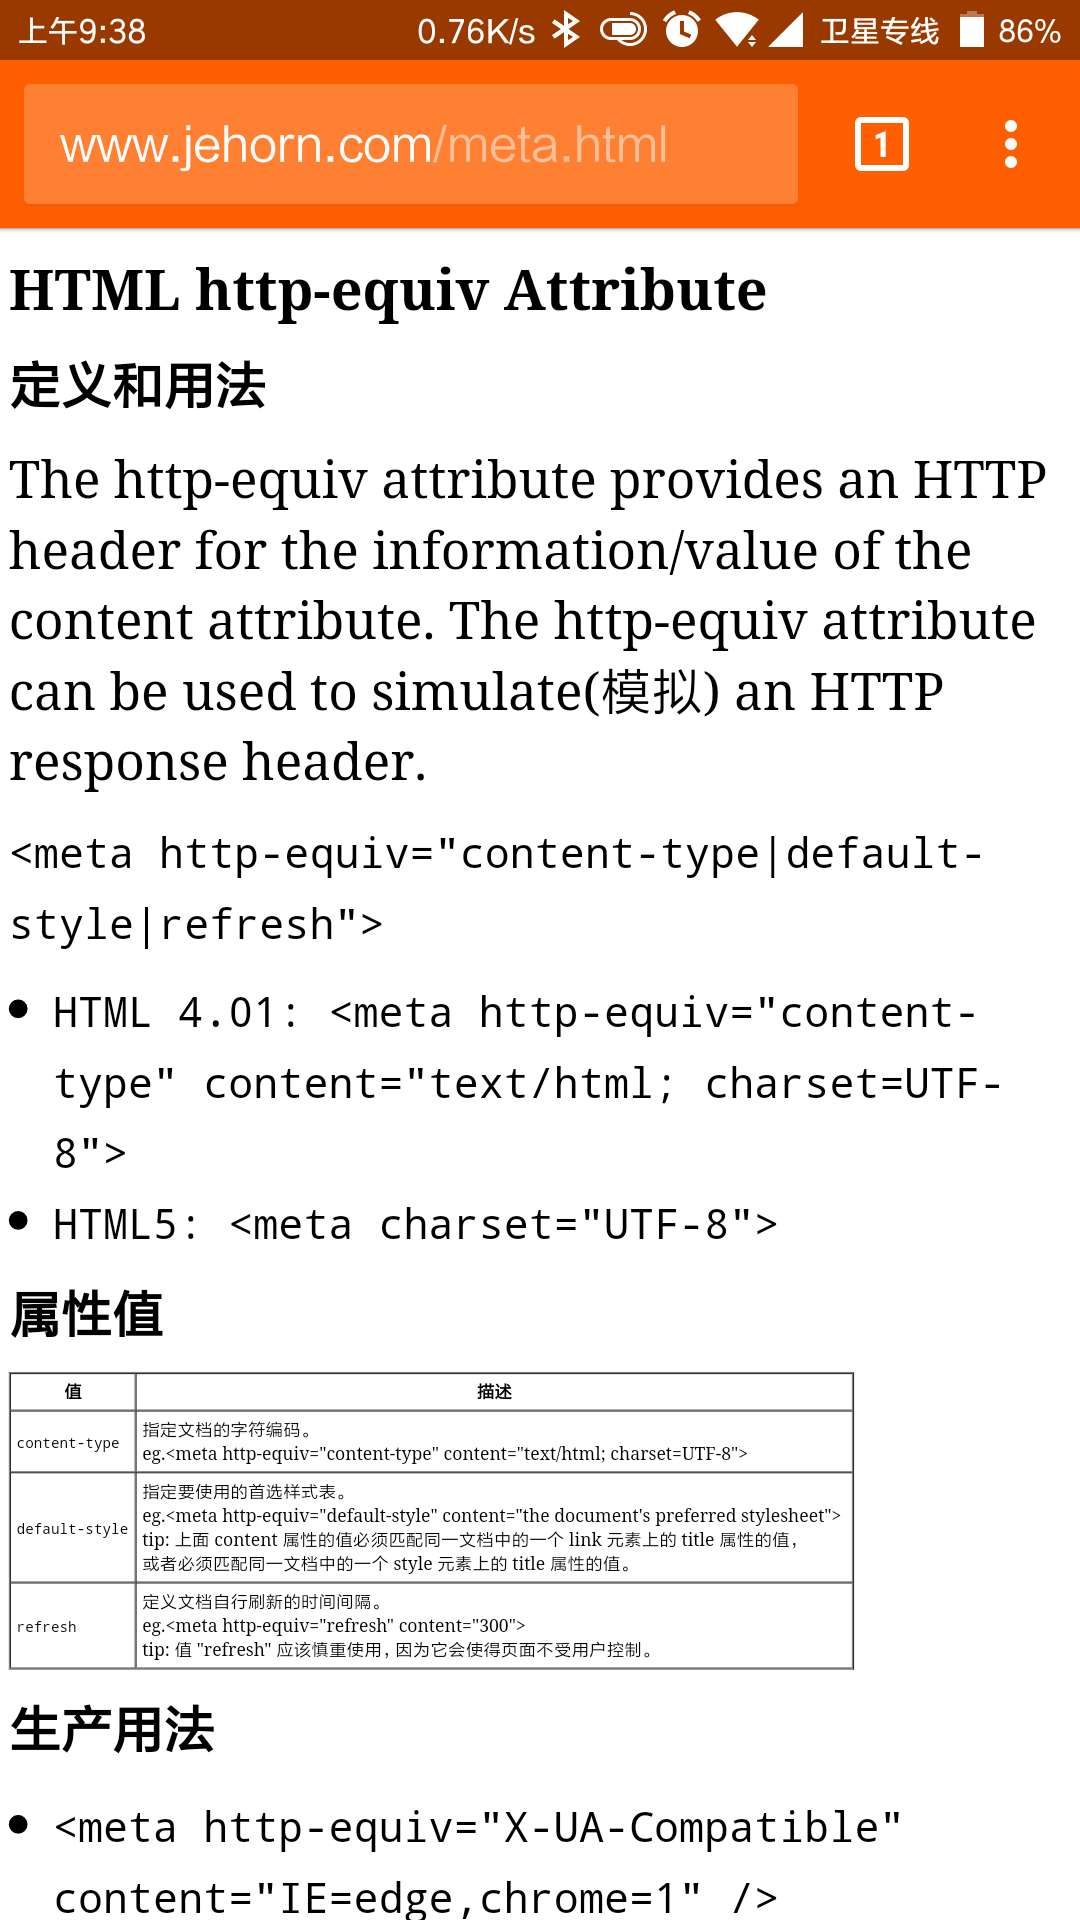 上午9:38 0.76K/s 卫星专线 86%
www.jehorn.com/meta.html 1
HTML http-equiv Attribute
定义和用法
The http-equiv attribute provides an HTTP
header for the information/value of the
content attribute. The http-equiv attribute
can be used to simulate(模拟) an HTTP
response header.
<meta http-equiv="content-type|default-
style|refresh">
HTML 4.01: <meta http-equiv="content-
type" content="text/html; charset=UTF-
8">
HTML5: <meta charset="UTF-8">
属性值
值 描述
content-type
指定文档的字符编码。
eg.<meta http-equiv="content-type" content="text/html; charset=UTF-8">
default-style
指定要使用的首选样式表。
eg.<meta http-equiv="default-style" content="the document's preferred stylesheet">
tip: 上面 content 属性的值必须匹配同一文档中的一个 link 元素上的 title 属性的值，
或者必须匹配同一文档中的一个 style 元素上的 title 属性的值。
refresh
定义文档自行刷新的时间间隔。
eg.<meta http-equiv="refresh" content="300">
tip: 值 "refresh" 应该慎重使用，因为它会使得页面不受用户控制。
生产用法
<meta http-equiv="X-UA-Compatible"
content="IE=edge,chrome=1" />